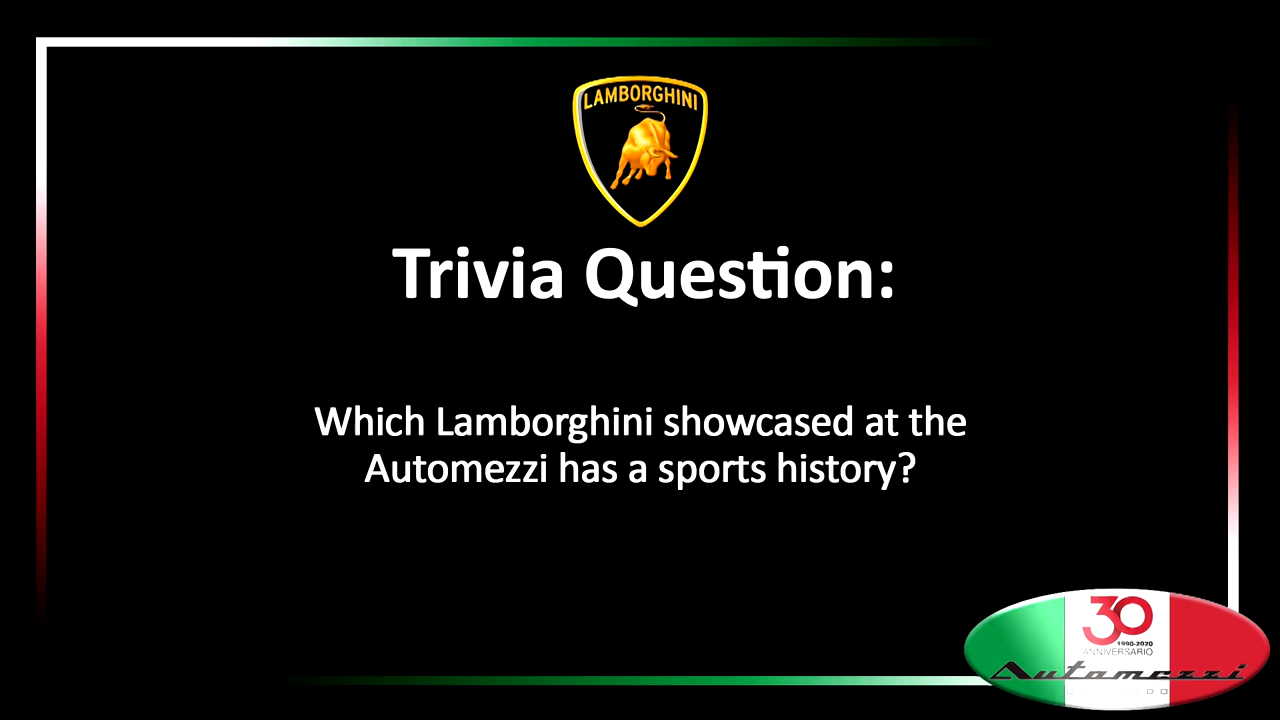 LAMBORGHINI
Trivia Question:
Which Lamborghini showcased at the
Automezzi has a sports history?
30
1990-2020
ANNIVERSARIO
Automezzi